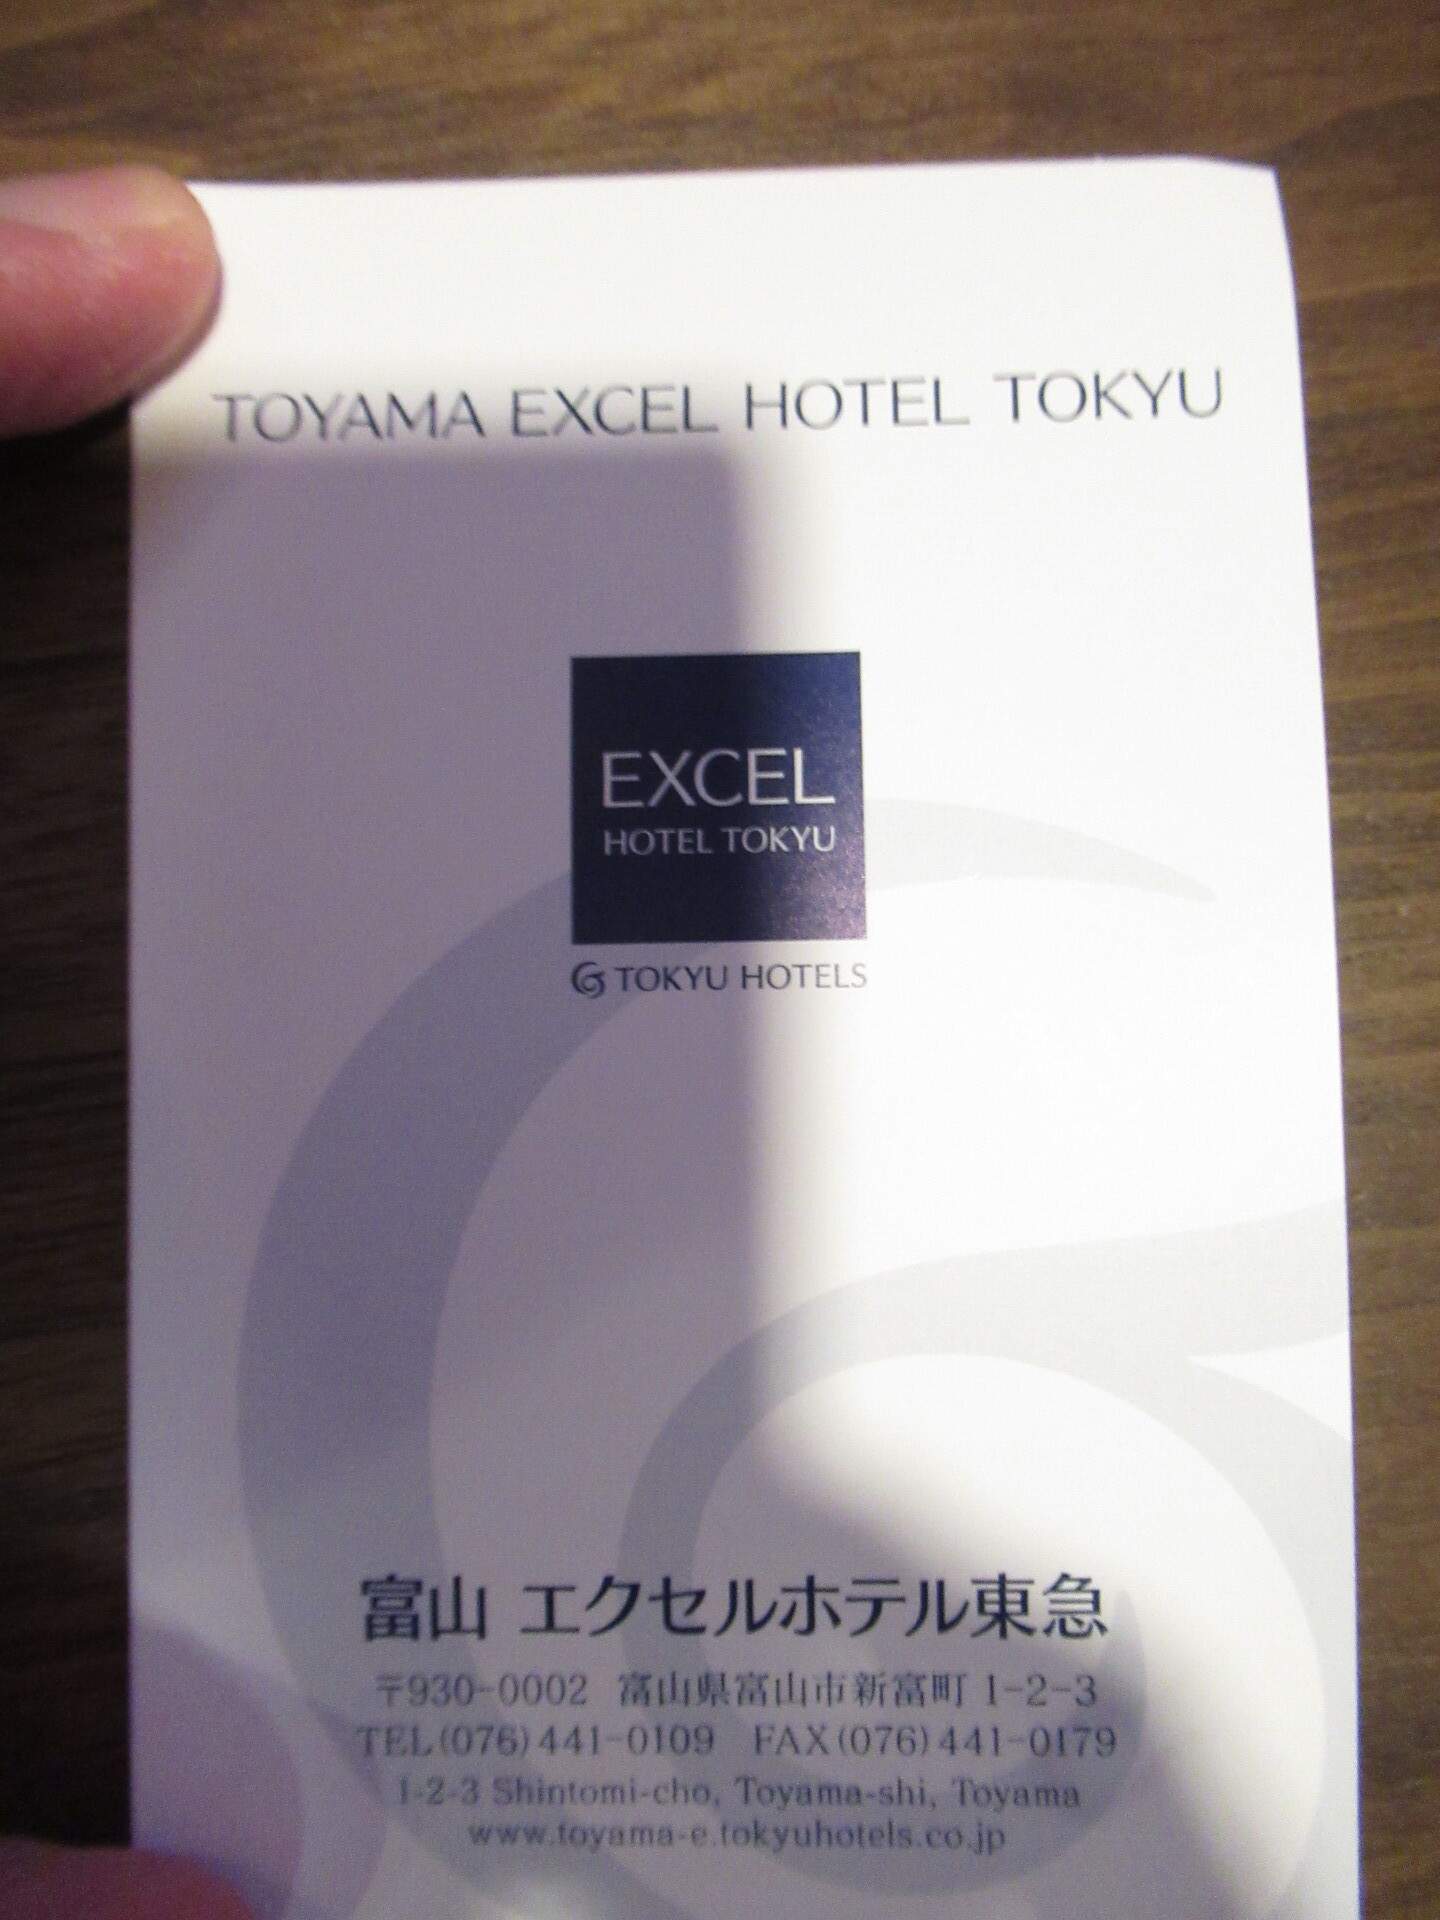 TOYAMA EXCEL HOTEL TOKYU
EXCEL
HOTEL TOKYU
TOKYU HOTELS
富山 エクセルホテル東急
〒930-0002 富山県富山市新富町 1-2-3
TEL(076)441-0109 FAX(076)441-0179
1-2-3 Shintomi-cho, Toyama-shi, Toyama
www.toyama-e.tokyuhotels.co.jp